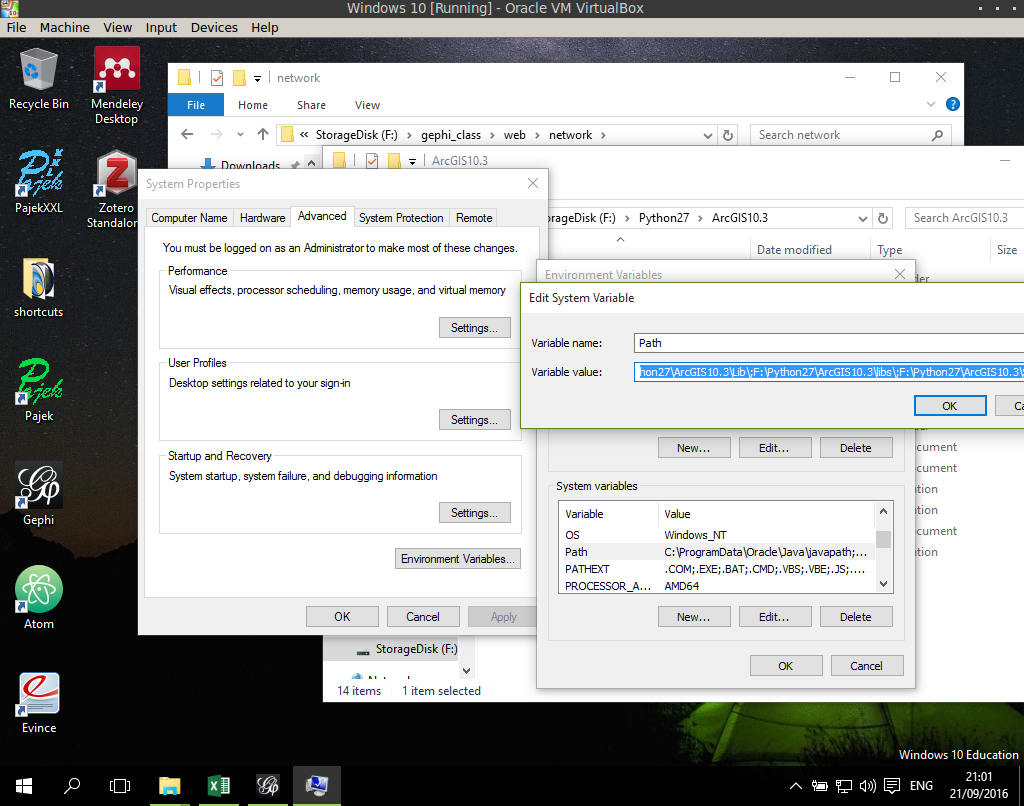 Windows 10 [Running] - Oracle VM VirtualBox
File Machine View Input Devices Help
Recycle Bin
Mendeley
Desktop
PajekXXL
Zotero
Standalon
shortcuts
Pajek
Gephi
Atom
Evince
network
File Home Share View
« StorageDisk (F:) › gephi_class › web › network ›
Search network
Downloads
ArcGIS10.3
orageDisk (F:) › Python27 › ArcGIS10.3
Search ArcGIS10.3
Date modified Type Size
der
System Properties
Computer Name Hardware Advanced System Protection Remote
You must be logged on as an Administrator to make most of these changes.
Performance
Visual effects, processor scheduling, memory usage, and virtual memory
Settings...
User Profiles
Desktop settings related to your sign-in
Settings...
Startup and Recovery
System startup, system failure, and debugging information
Settings...
Environment Variables...
OK Cancel Apply
Environment Variables
Edit System Variable
Variable name: Path
Variable value: hon27\ArcGIS10.3\Lib\;F:\Python27\ArcGIS10.3\libs\;F:\Python27\ArcGIS10.3\
OK Ca
New... Edit... Delete
System variables
Variable Value
OS Windows_NT
Path C:\ProgramData\Oracle\Java\javapath;...
PATHEXT .COM;.EXE;.BAT;.CMD;.VBS;.VBE;.JS;....
PROCESSOR_A... AMD64
New... Edit... Delete
OK Cancel
cument
cument
tion
tion
ocument
tion
StorageDisk (F:)
14 items 1 item selected
Windows 10 Education
ENG
21:01
21/09/2016